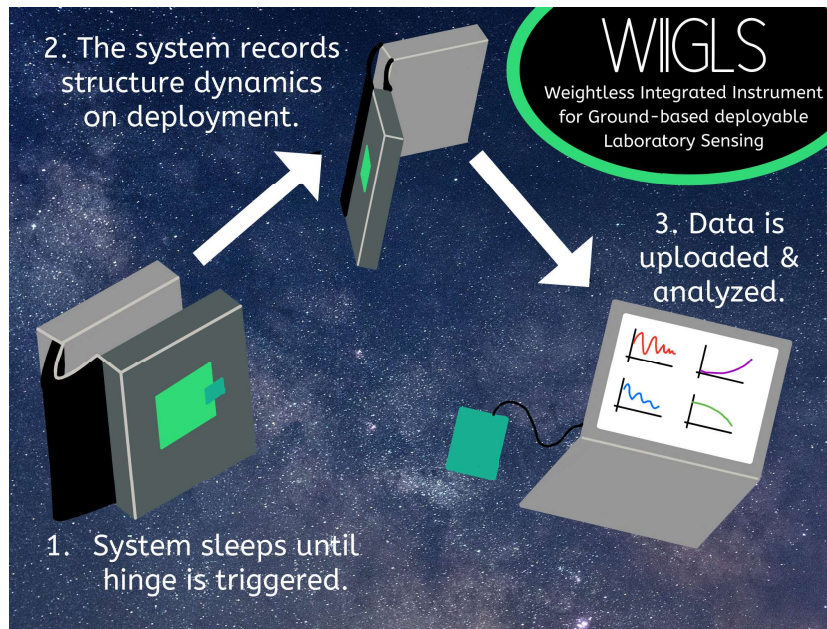 WIIGLS
Weightless Integrated Instrument
for Ground-based deployable
Laboratory Sensing
2. The system records
structure dynamics
on deployment.
3. Data is
uploaded &
analyzed.
1. System sleeps until
hinge is triggered.